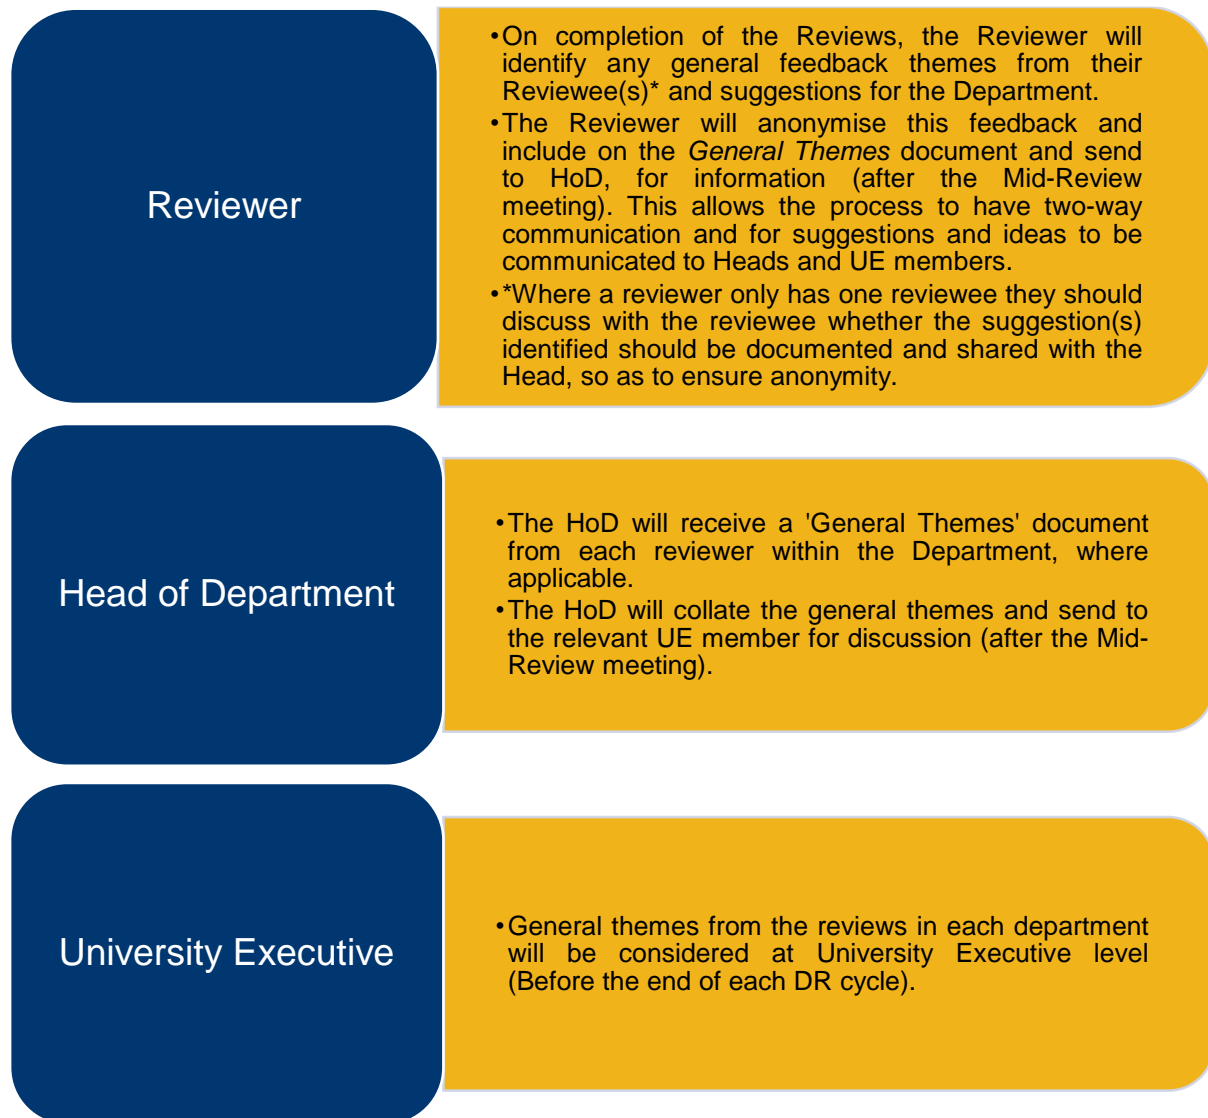 Reviewer
•On completion of the Reviews, the Reviewer will
identify any general feedback themes from their
Reviewee(s)* and suggestions for the Department.
•The Reviewer will anonymise this feedback and
include on the General Themes document and send
to HoD, for information (after the Mid-Review
meeting). This allows the process to have two-way
communication and for suggestions and ideas to be
communicated to Heads and UE members.
•*Where a reviewer only has one reviewee they should
discuss with the reviewee whether the suggestion(s)
identified should be documented and shared with the
Head, so as to ensure anonymity.
Head of Department
•The HoD will receive a 'General Themes' document
from each reviewer within the Department, where
applicable.
•The HoD will collate the general themes and send to
the relevant UE member for discussion (after the Mid-
Review meeting).
University Executive
•General themes from the reviews in each department
will be considered at University Executive level
(Before the end of each DR cycle).